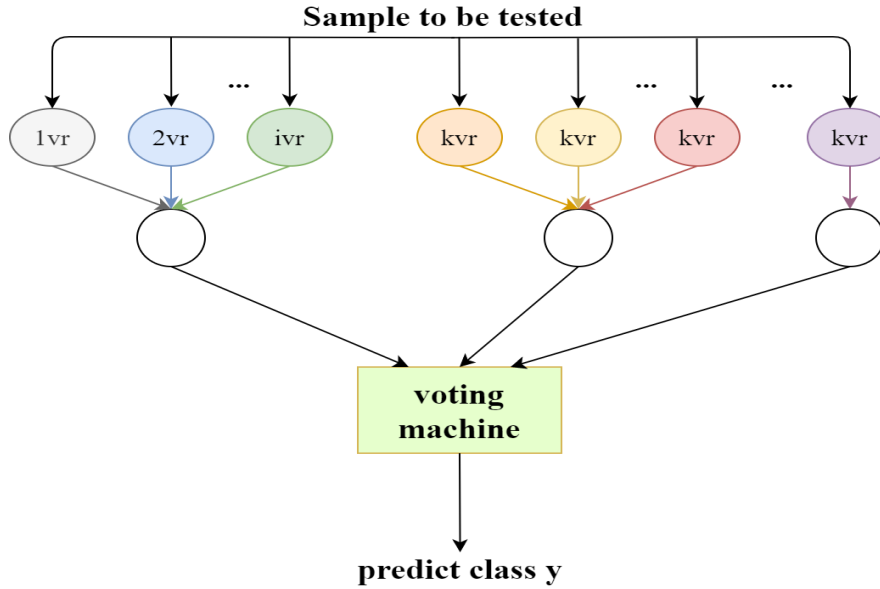 Sample to be tested
... ... ...
1vr 2vr ivr kvr kvr kvr kvr
voting
machine
predict class y